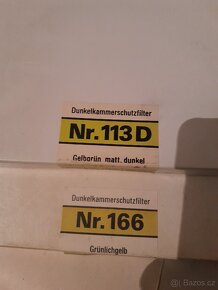 Dunkelkammerschutzfilter
Nr. 113 D
Gelbgrün matt, dunkel
Dunkelkammerschutzfilter
Nr. 166
Grünlichgelb
Bazos.cz